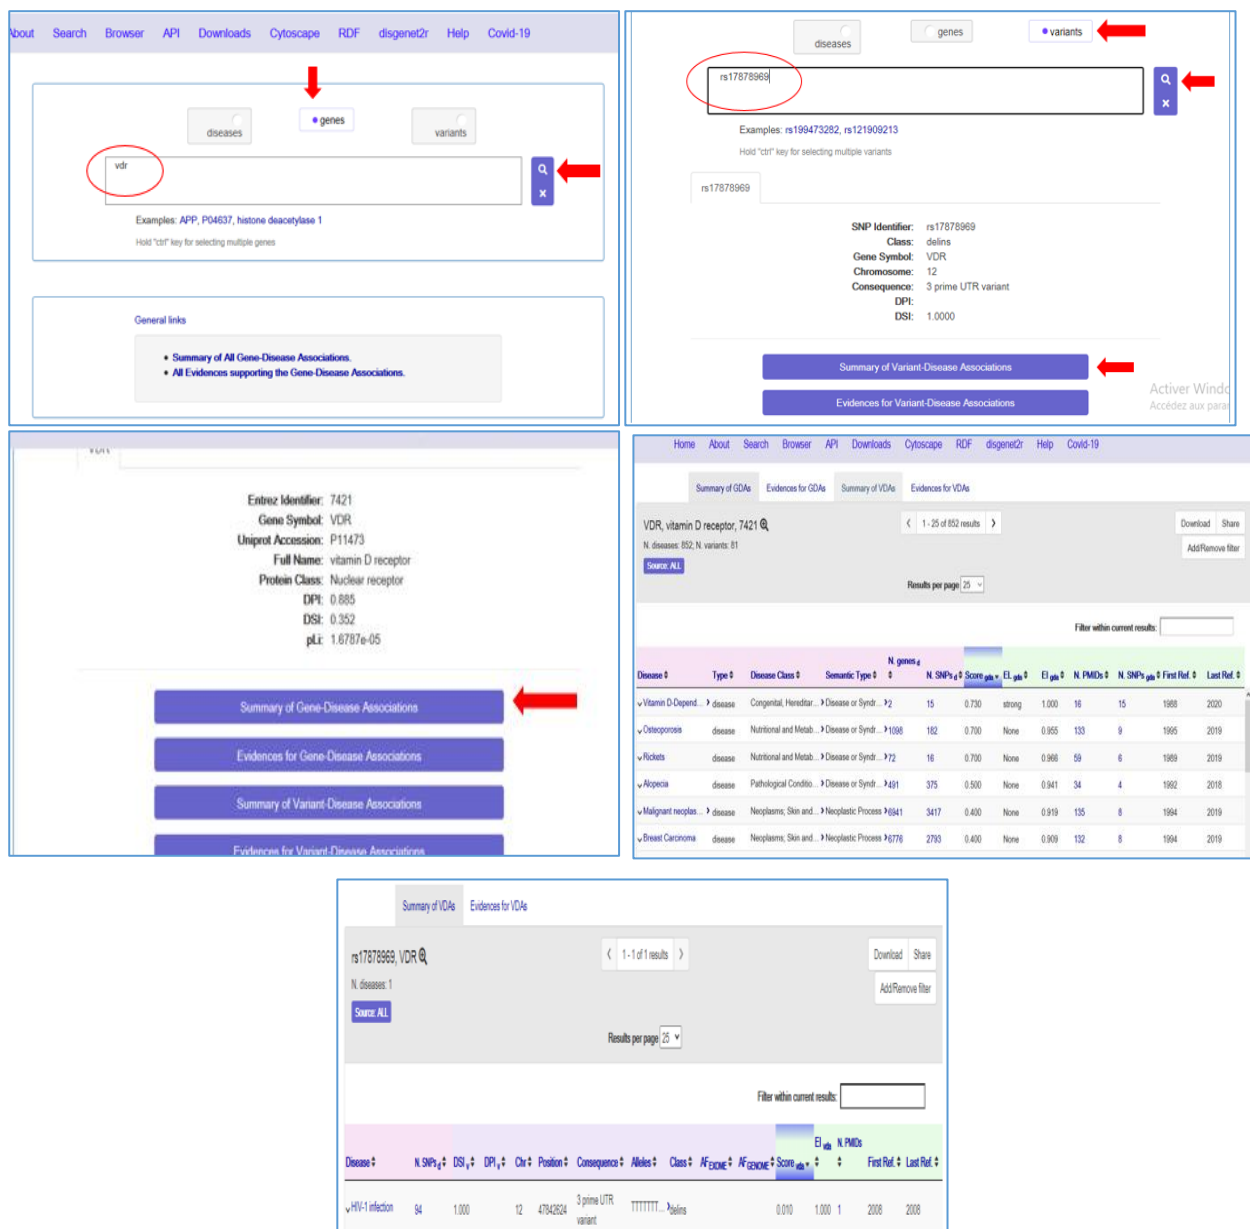 About Search Browser API Downloads Cytoscape RDF disgenet2r Help Covid-19
diseases
genes
variants
vdr
Examples: APP, P04637, histone deacetylase 1
Hold "ctrl" key for selecting multiple genes
General links
Summary of All Gene-Disease Associations.
All Evidences supporting the Gene-Disease Associations.
diseases
genes
variants
rs17878969
Examples: rs199473282, rs121909213
Hold "ctrl" key for selecting multiple variants
rs17878969
SNP Identifier: rs17878969
Class: delins
Gene Symbol: VDR
Chromosome: 12
Consequence: 3 prime UTR variant
DPI:
DSI: 1.0000
Summary of Variant-Disease Associations
Evidences for Variant-Disease Associations
Activer Windo
Accédez aux para
VDR
Entrez Identifier: 7421
Gene Symbol: VDR
Uniprot Accession: P11473
Full Name: vitamin D receptor
Protein Class: Nuclear receptor
DPI: 0.885
DSI: 0.352
pLi: 1.6787e-05
Summary of Gene-Disease Associations
Evidences for Gene-Disease Associations
Summary of Variant-Disease Associations
Evidences for Variant-Disease Associations
Home About Search Browser API Downloads Cytoscape RDF disgenet2r Help Covid-19
Summary of GDAs Evidences for GDAs Summary of VDAs Evidences for VDAs
VDR, vitamin D receptor, 7421
1 - 25 of 852 results
Download Share
N. diseases: 852; N. variants: 81
Add/Remove filter
Source: ALL
Results per page 25
Filter within current results:
Disease Type Disease Class Semantic Type N. genes d N. SNPs d Score gda EL gda EI gda N. PMIDs N. SNPs gda First Ref. Last Ref.
Vitamin D-Depend... disease Congenital, Hereditar... Disease or Syndr... 2 15 0.730 strong 1.000 16 15 1988 2020
Osteoporosis disease Nutritional and Metab... Disease or Syndr... 1098 182 0.700 None 0.955 133 9 1995 2019
Rickets disease Nutritional and Metab... Disease or Syndr... 72 16 0.700 None 0.966 59 6 1989 2019
Alopecia disease Pathological Conditio... Disease or Syndr... 491 375 0.500 None 0.941 34 4 1992 2018
Malignant neoplas... disease Neoplasms; Skin and... Neoplastic Process 6941 3417 0.400 None 0.919 135 8 1994 2019
Breast Carcinoma disease Neoplasms; Skin and... Neoplastic Process 6776 2793 0.400 None 0.909 132 8 1994 2019
Summary of VDAs Evidences for VDAs
rs17878969, VDR
1 - 1 of 1 results
Download Share
N. diseases: 1
Add/Remove filter
Source: ALL
Results per page 25
Filter within current results:
Disease N. SNPs d DSI v DPI v Chr Position Consequence Alleles Class AF EXOME AF GENOME Score vda EI vda N. PMIDs First Ref. Last Ref.
HIV-1 infection 94 1.000 12 47842624 3 prime UTR variant TTTTTTT... delins 0.010 1.000 1 2008 2008